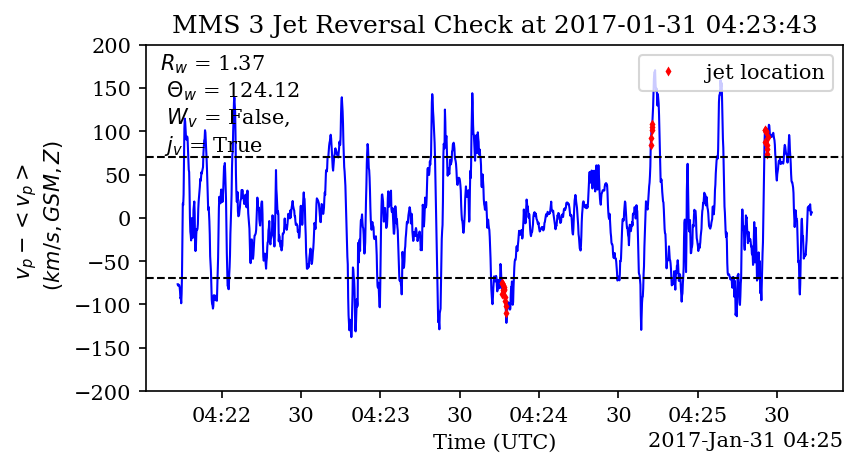 MMS 3 Jet Reversal Check at 2017-01-31 04:23:43
R_w = 1.37
Θ_w = 124.12
W_v = False,
j_v = True
jet location
200
150
100
50
0
−50
−100
−150
−200
v_p − < v_p >
(km/s, GSM, Z)
04:22 30 04:23 30 04:24 30 04:25 30
Time (UTC)
2017-Jan-31 04:25